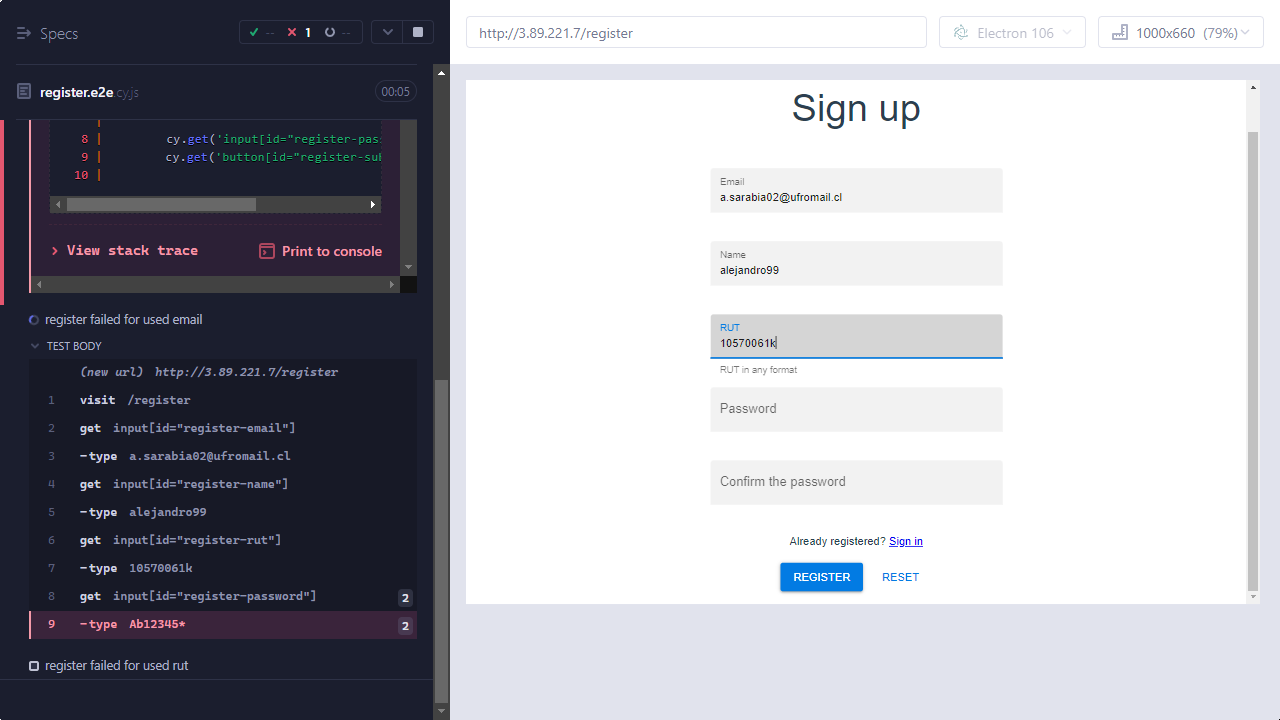 Specs
-- 1 --
register.e2e.cy.js 00:05
8 | cy.get('input[id="register-pas
9 | cy.get('button[id="register-sub
10 |
View stack trace Print to console
register failed for used email
TEST BODY
(new url) http://3.89.221.7/register
1 visit /register
2 get input[id="register-email"]
3 -type a.sarabia02@ufromail.cl
4 get input[id="register-name"]
5 -type alejandro99
6 get input[id="register-rut"]
7 -type 10570061k
8 get input[id="register-password"] 2
9 -type Ab12345* 2
register failed for used rut
http://3.89.221.7/register
Electron 106
1000x660 (79%)
Sign up
Email
a.sarabia02@ufromail.cl
Name
alejandro99
RUT
10570061k
RUT in any format
Password
Confirm the password
Already registered? Sign in
REGISTER RESET